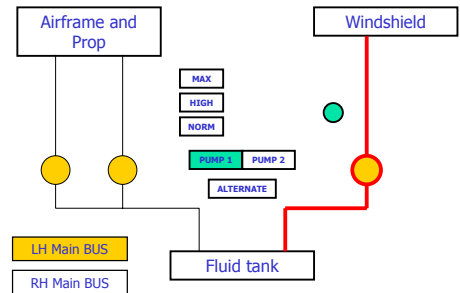 Airframe and
Prop
Windshield
MAX
HIGH
NORM
PUMP 1 PUMP 2
ALTERNATE
LH Main BUS
Fluid tank
RH Main BUS